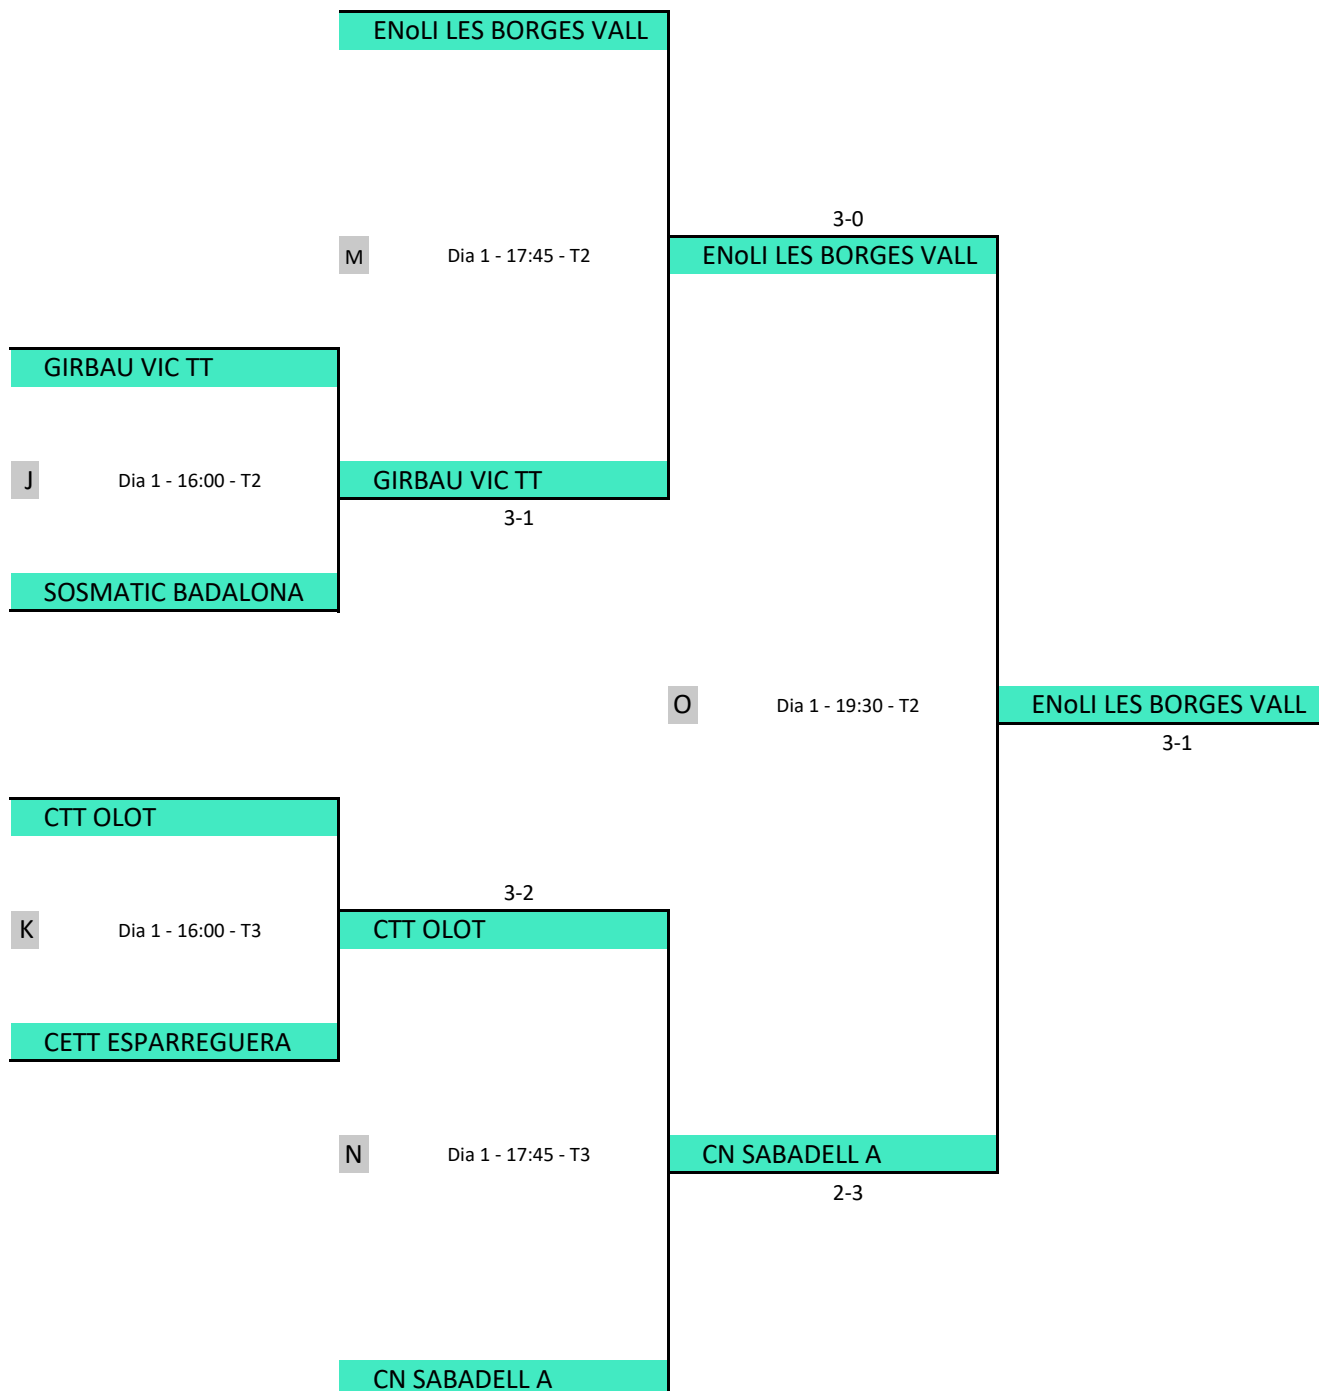 ENoLI LES BORGES VALL
3-0
M Dia 1 - 17:45 - T2 ENoLI LES BORGES VALL
GIRBAU VIC TT
J Dia 1 - 16:00 - T2 GIRBAU VIC TT
3-1
SOSMATIC BADALONA
O Dia 1 - 19:30 - T2 ENoLI LES BORGES VALL
3-1
CTT OLOT
3-2
K Dia 1 - 16:00 - T3 CTT OLOT
CETT ESPARREGUERA
N Dia 1 - 17:45 - T3 CN SABADELL A
2-3
CN SABADELL A